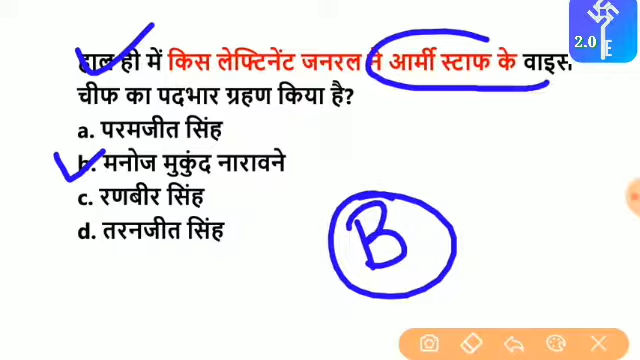 2.0 E
हाल ही में किस लेफ्टिनेंट जनरल ने आर्मी स्टाफ के वाइस
चीफ का पदभार ग्रहण किया है?
a. परमजीत सिंह
b. मनोज मुकुंद नारावने
c. रणबीर सिंह
d. तरनजीत सिंह
B